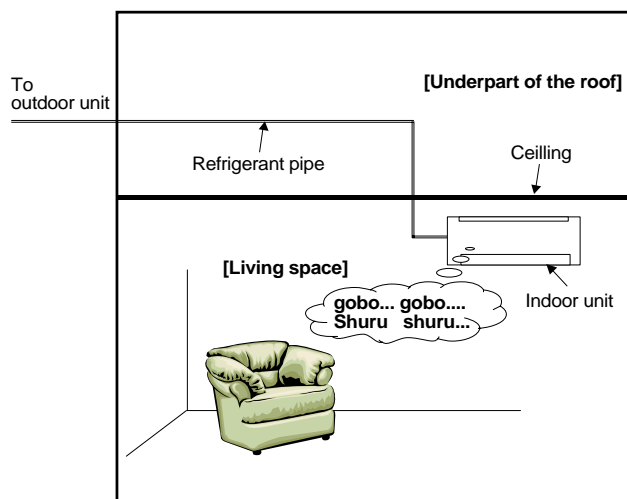 To
outdoor unit
[Underpart of the roof]
Refrigerant pipe
Ceilling
[Living space]
gobo... gobo....
Shuru shuru...
Indoor unit